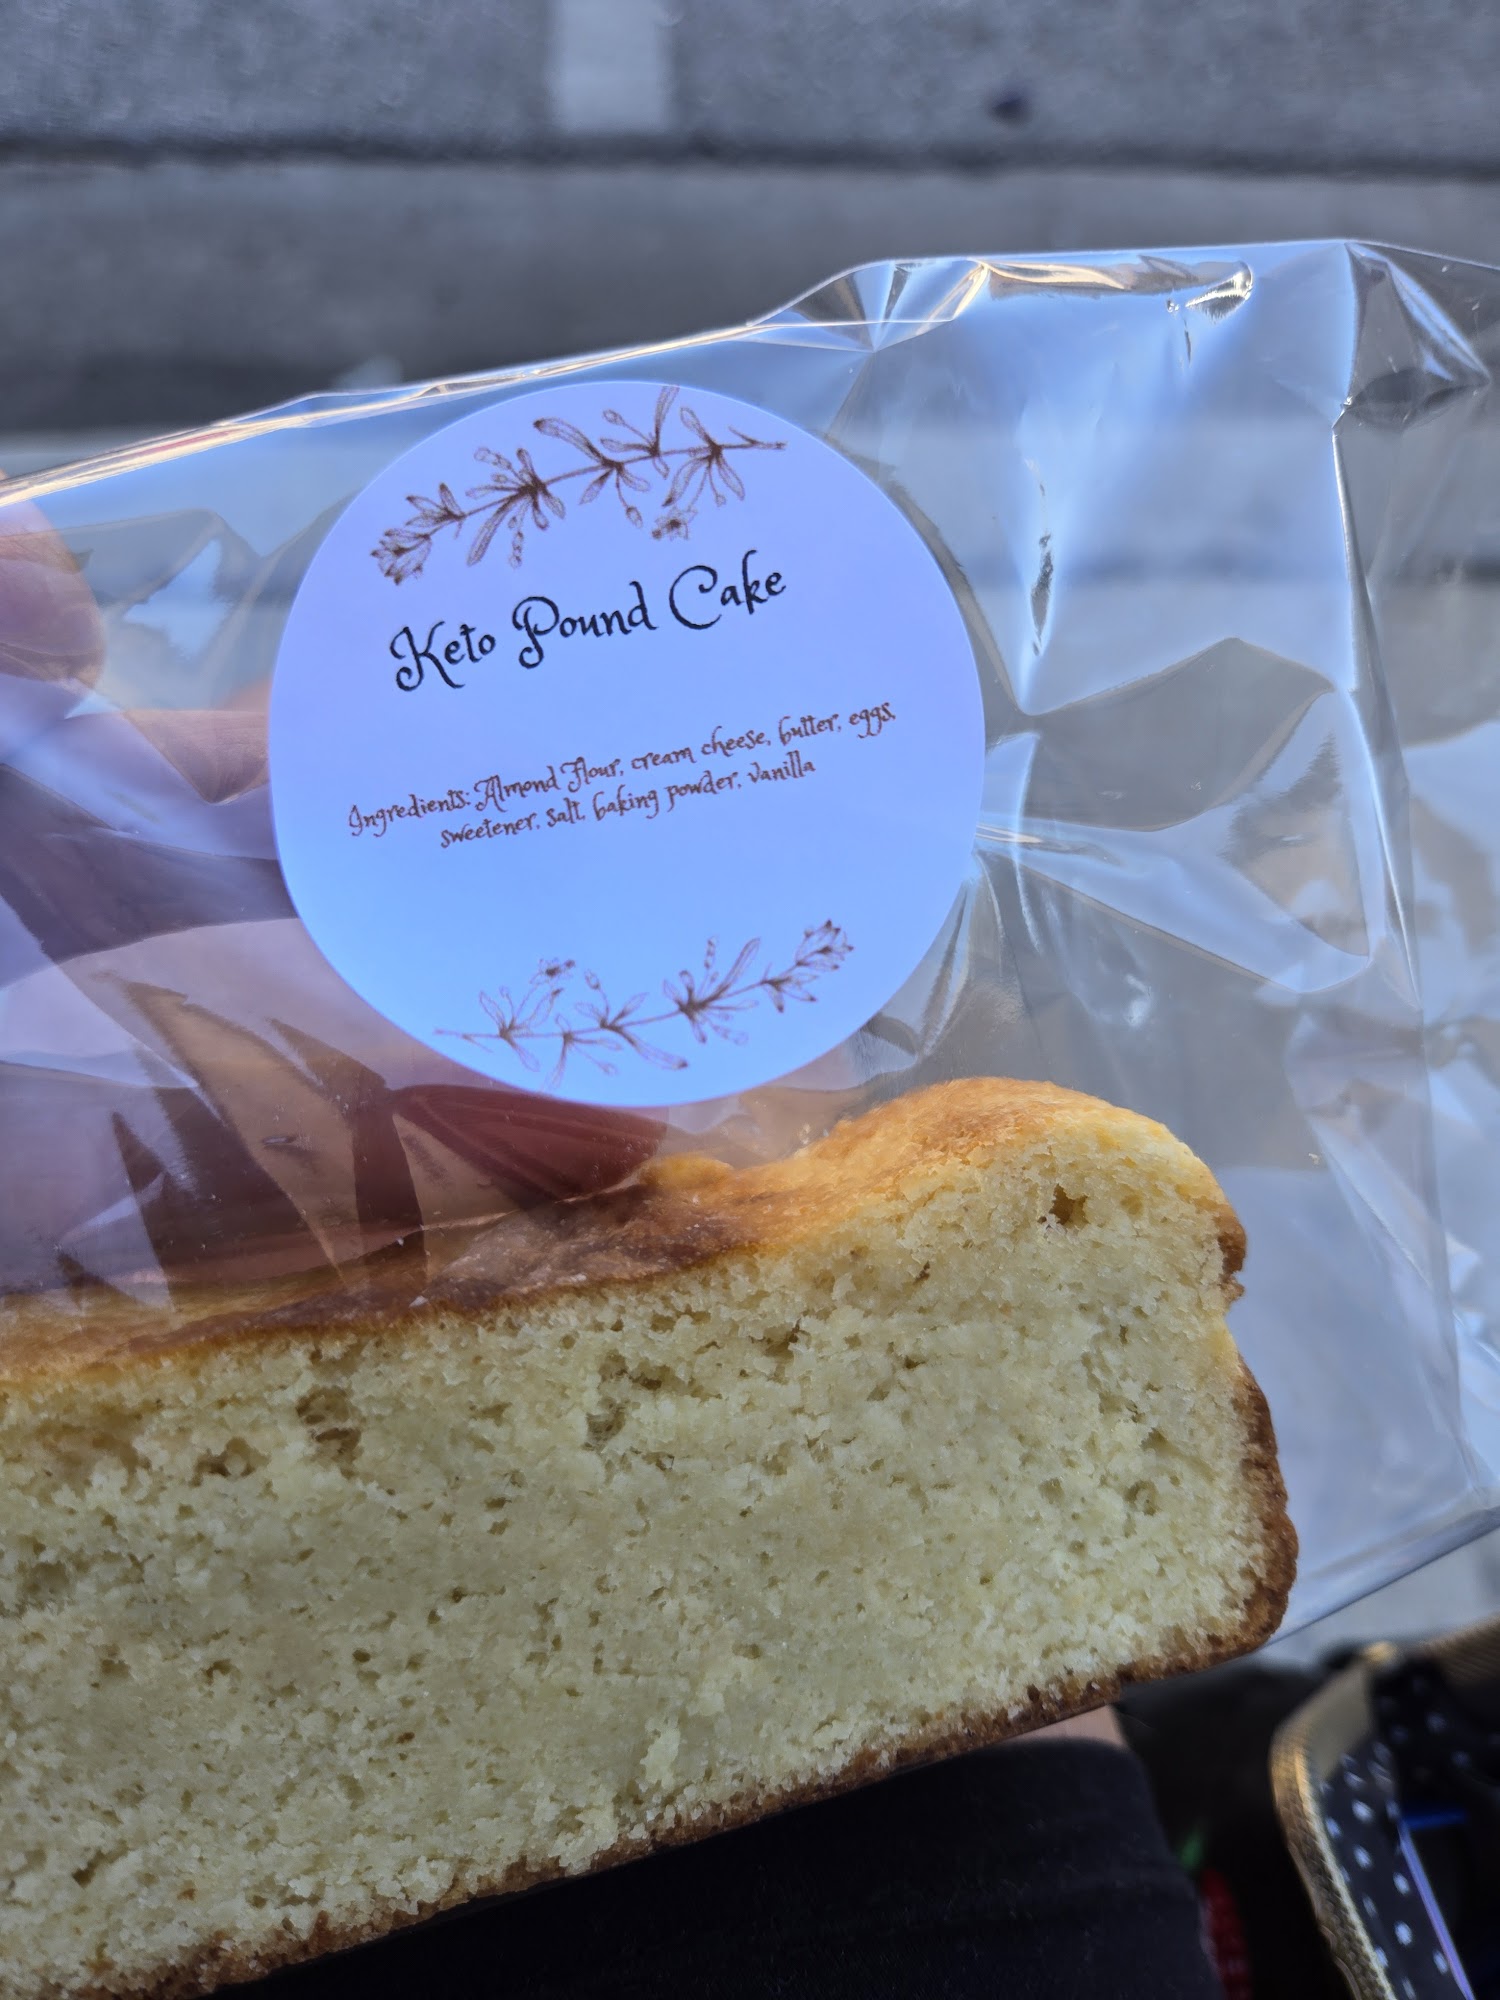 Keto Pound Cake
Ingredients: Almond Flour, cream cheese, butter, eggs,
sweetener, salt, baking powder, vanilla